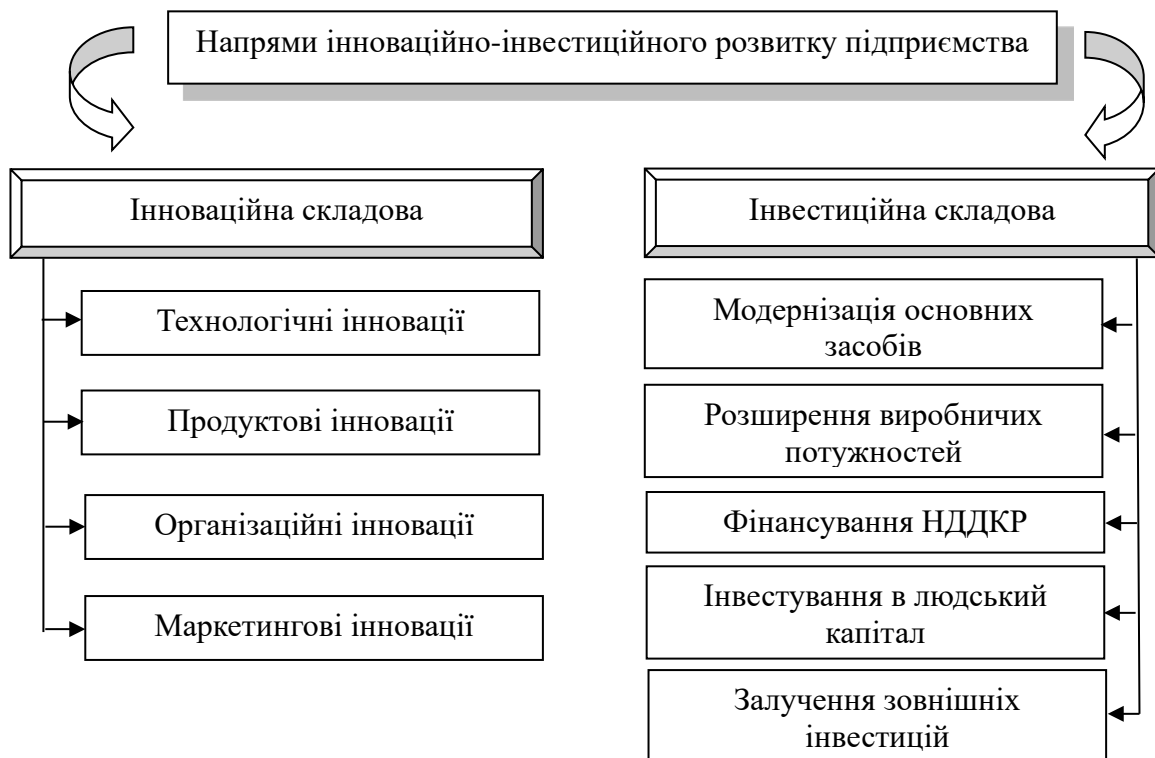 Напрями інноваційно-інвестиційного розвитку підприємства
Інноваційна складова
Технологічні інновації
Продуктові інновації
Організаційні інновації
Маркетингові інновації
Інвестиційна складова
Модернізація основних
засобів
Розширення виробничих
потужностей
Фінансування НДДКР
Інвестування в людський
капітал
Залучення зовнішніх
інвестицій